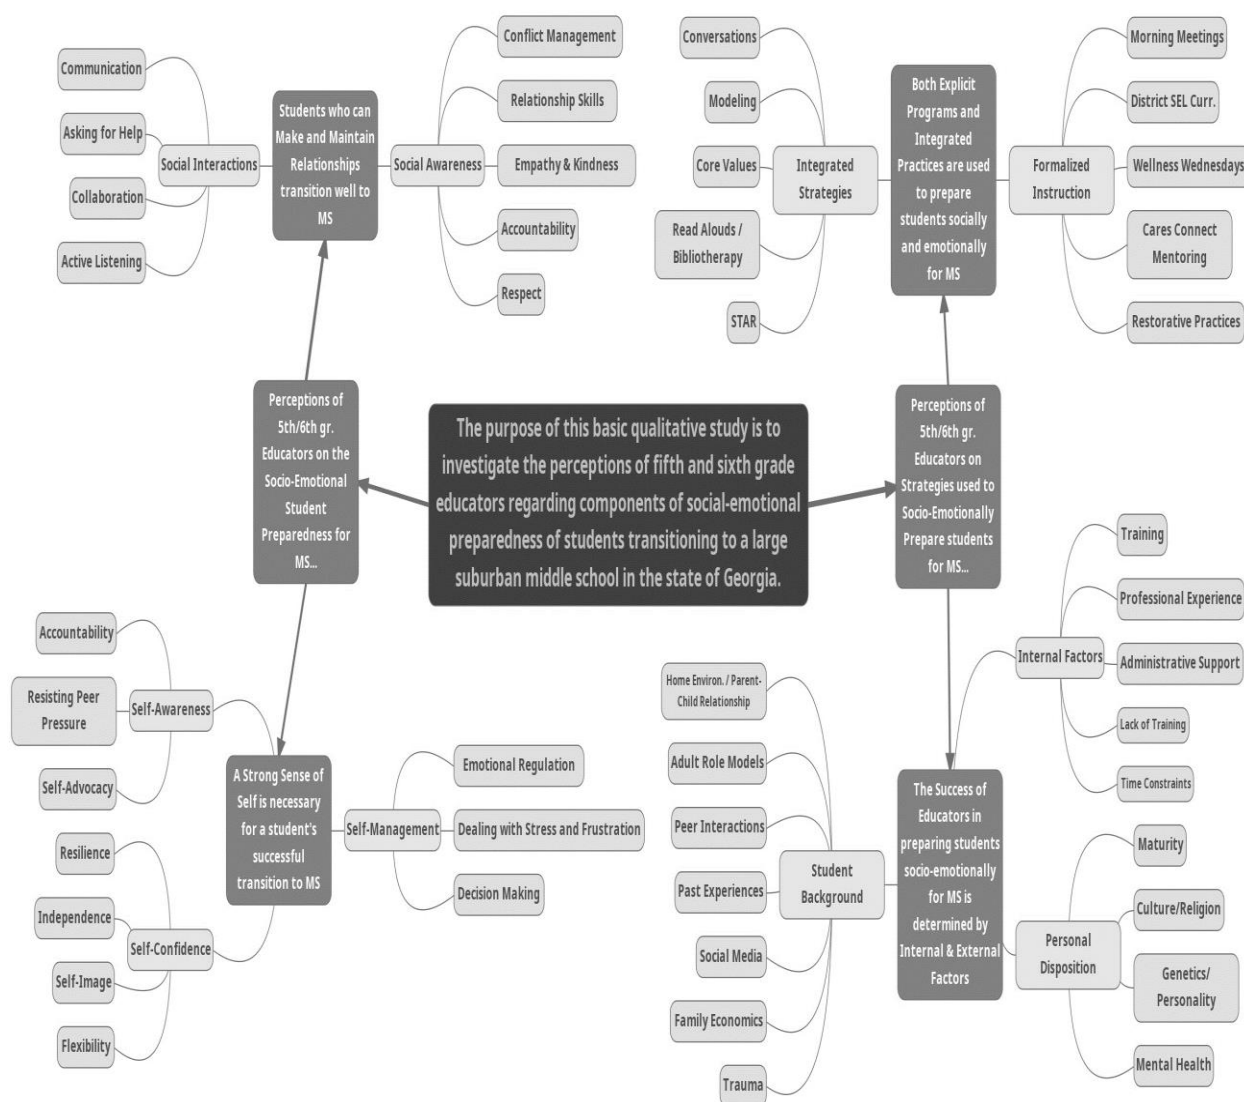 Communication
Asking for Help
Collaboration
Active Listening
Social Interactions
Students who can
Make and Maintain
Relationships
transition well to
MS
Social Awareness
Conflict Management
Relationship Skills
Empathy & Kindness
Accountability
Respect
Conversations
Modeling
Core Values
Read Alouds /
Bibliotherapy
STAR
Integrated
Strategies
Both Explicit
Programs and
Integrated
Practices are used
to prepare
students socially
and emotionally
for MS
Formalized
Instruction
Morning Meetings
District SEL Curr.
Wellness Wednesdays
Cares Connect
Mentoring
Restorative Practices
Perceptions of
5th/6th gr.
Educators on the
Socio-Emotional
Student
Preparedness for
MS...
The purpose of this basic qualitative study is to
investigate the perceptions of fifth and sixth grade
educators regarding components of social-emotional
preparedness of students transitioning to a large
suburban middle school in the state of Georgia.
Perceptions of
5th/6th gr.
Educators on
Strategies used to
Socio-Emotionally
Prepare students
for MS...
Accountability
Resisting Peer
Pressure
Self-Advocacy
Self-Awareness
Resilience
Independence
Self-Image
Flexibility
Self-Confidence
A Strong Sense of
Self is necessary
for a student's
successful
transition to MS
Self-Management
Emotional Regulation
Dealing with Stress and Frustration
Decision Making
Home Environ. / Parent-
Child Relationship
Adult Role Models
Peer Interactions
Past Experiences
Social Media
Family Economics
Trauma
Student
Background
The Success of
Educators in
preparing students
socio-emotionally
for MS is
determined by
Internal & External
Factors
Internal Factors
Training
Professional Experience
Administrative Support
Lack of Training
Time Constraints
Personal
Disposition
Maturity
Culture/Religion
Genetics/
Personality
Mental Health